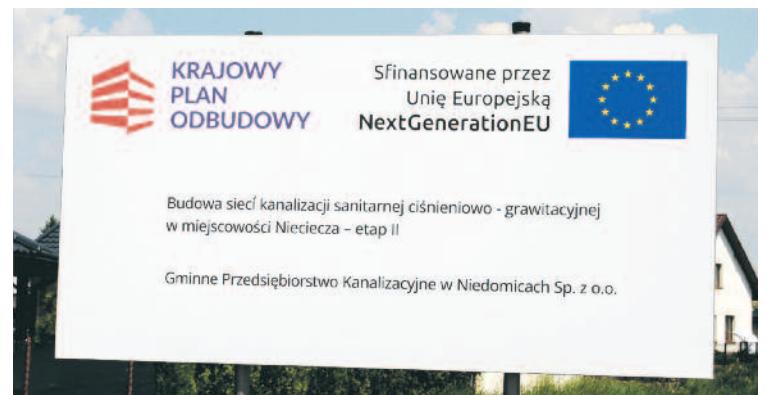 KRAJOWY
PLAN
ODBUDOWY
Sfinansowane przez
Unię Europejską
NextGenerationEU
Budowa sieci kanalizacji sanitarnej ciśnieniowo - grawitacyjnej
w miejscowości Nieciecza – etap II
Gminne Przedsiębiorstwo Kanalizacyjne w Niedomicach Sp. z o.o.